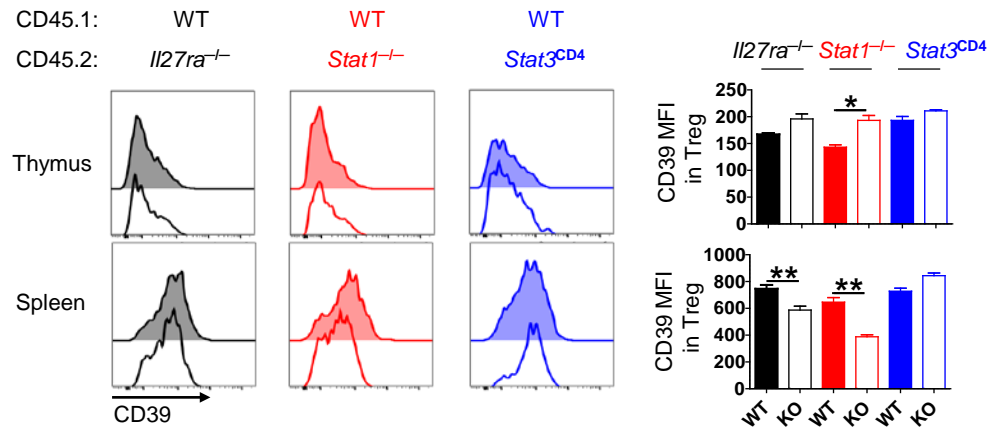 CD45.1: WT WT WT
CD45.2: Il27ra–/– Stat1–/– Stat3CD4
Thymus
Spleen
CD39
Il27ra–/– Stat1–/– Stat3CD4
CD39 MFI
in Treg
250
200
150
100
50
0
*
CD39 MFI
in Treg
1000
800
600
400
200
0
** **
WT KO WT KO WT KO